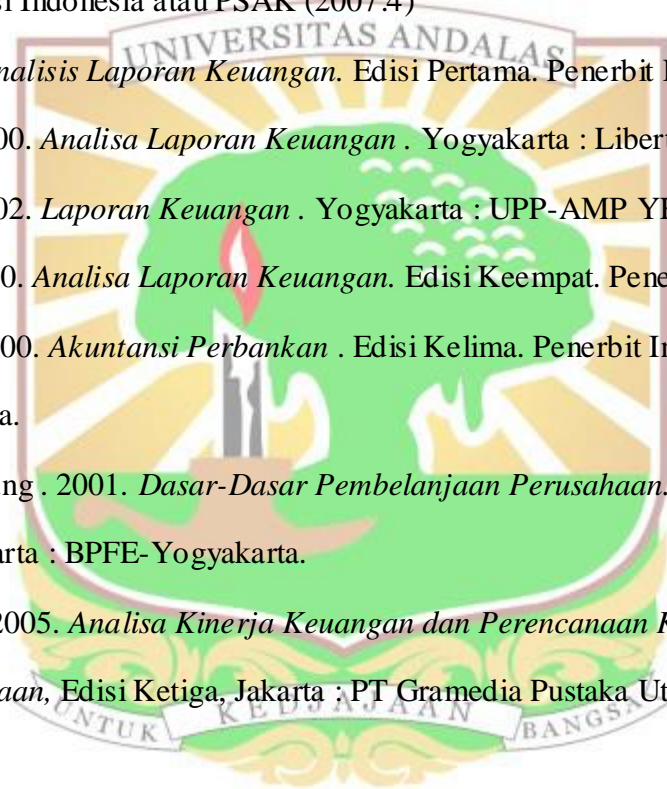 si Indonesia atau PSAK (2007.4)
UNIVERSITAS ANDALAS
nalisis Laporan Keuangan. Edisi Pertama. Penerbit
00. Analisa Laporan Keuangan . Yogyakarta : Libert
02. Laporan Keuangan . Yogyakarta : UPP-AMP
0. Analisa Laporan Keuangan. Edisi Keempat. Pene
00. Akuntansi Perbankan . Edisi Kelima. Penerbit In
a.
ng . 2001. Dasar-Dasar Pembelanjaan Perusahaan.
arta : BPFE-Yogyakarta.
2005. Analisa Kinerja Keuangan dan Perencanaan K
aan, Edisi Ketiga, Jakarta : PT Gramedia Pustaka Ut
UNTUK KEDJAJAAN BANGSA